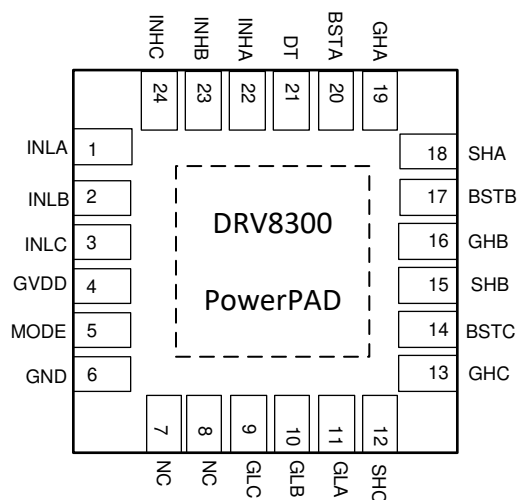 INHC
INHB
INHA
DT
BSTA
GHA
24
23
22
21
20
19
INLA 1
INLB 2
INLC 3
GVDD 4
MODE 5
GND 6
DRV8300
PowerPAD
18 SHA
17 BSTB
16 GHB
15 SHB
14 BSTC
13 GHC
7
8
9
10
11
12
NC
NC
GLC
GLB
GLA
SHC